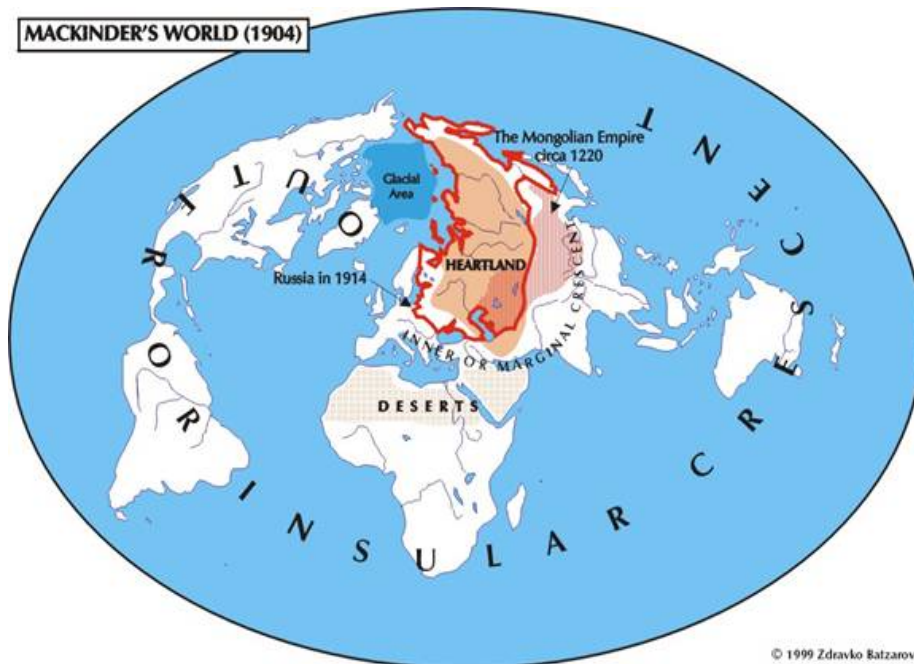 MACKINDER'S WORLD (1904)
The Mongolian Empire
circa 1220
Glacial
Area
OUTER OR INSULAR CRESCENT
Russia in 1914
HEARTLAND
INNER OR MARGINAL CRESCENT
DESERTS
© 1999 Zdravko Batzarov